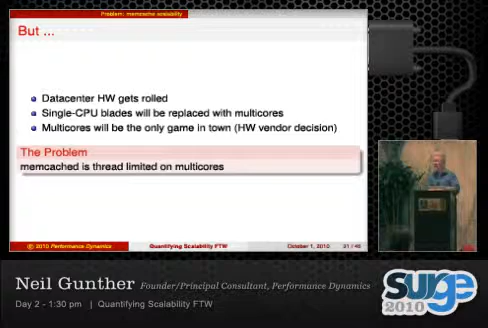 Problem: memcache scalability
But ...
Datacenter HW gets rolled
Single-CPU blades will be replaced with multicores
Multicores will be the only game in town (HW vendor decision)
The Problem
memcached is thread limited on multicores
© 2010 Performance Dynamics Quantifying Scalability FTW October 1, 2010 21 / 45
Neil Gunther Founder/Principal Consultant, Performance Dynamics
Day 2 - 1:30 pm | Quantifying Scalability FTW
surge
2010